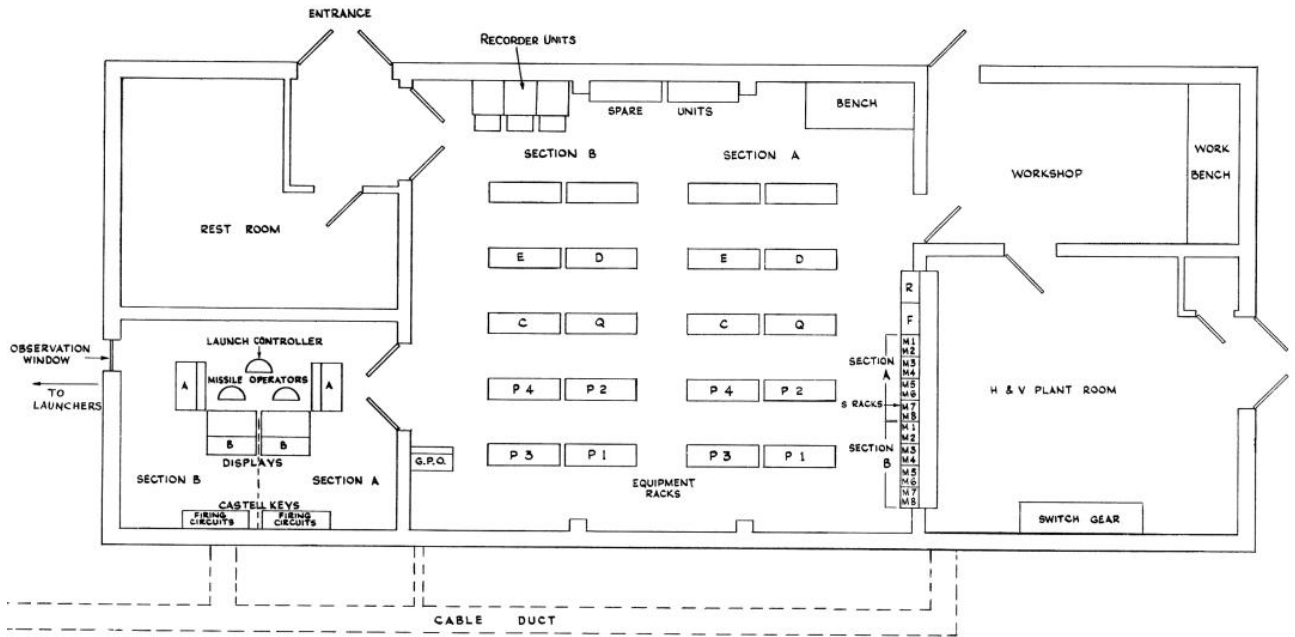 ENTRANCE
RECORDER UNITS
SPARE UNITS
BENCH
SECTION B
SECTION A
WORKSHOP
WORK
BENCH
REST ROOM
E D E D
C Q C Q
P4 P2 P4 P2
P3 P1 P3 P1
EQUIPMENT
RACKS
G.P.O.
R
F
SECTION
A
M1
M2
M3
M4
M5
M6
M7
M8
S RACKS
SECTION
B
M1
M2
M3
M4
M5
M6
M7
M8
H & V PLANT ROOM
SWITCH GEAR
OBSERVATION
WINDOW
TO
LAUNCHERS
LAUNCH CONTROLLER
MISSILE OPERATORS
A A
B B
DISPLAYS
SECTION B
SECTION A
CASTELL KEYS
FIRING
CIRCUITS
FIRING
CIRCUITS
CABLE DUCT